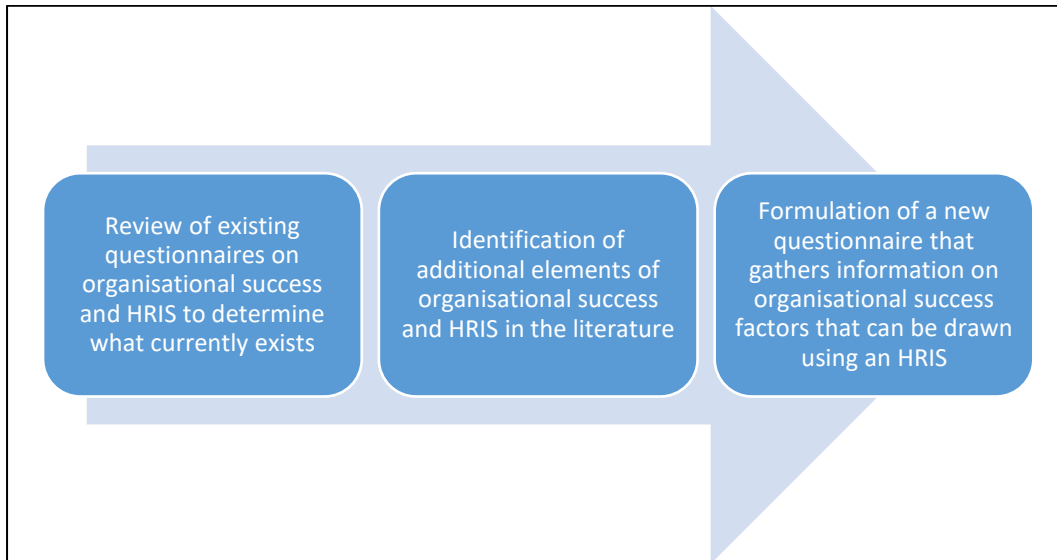 Review of existing
questionnaires on
organisational success
and HRIS to determine
what currently exists
Identification of
additional elements of
organisational success
and HRIS in the literature
Formulation of a new
questionnaire that
gathers information on
organisational success
factors that can be drawn
using an HRIS